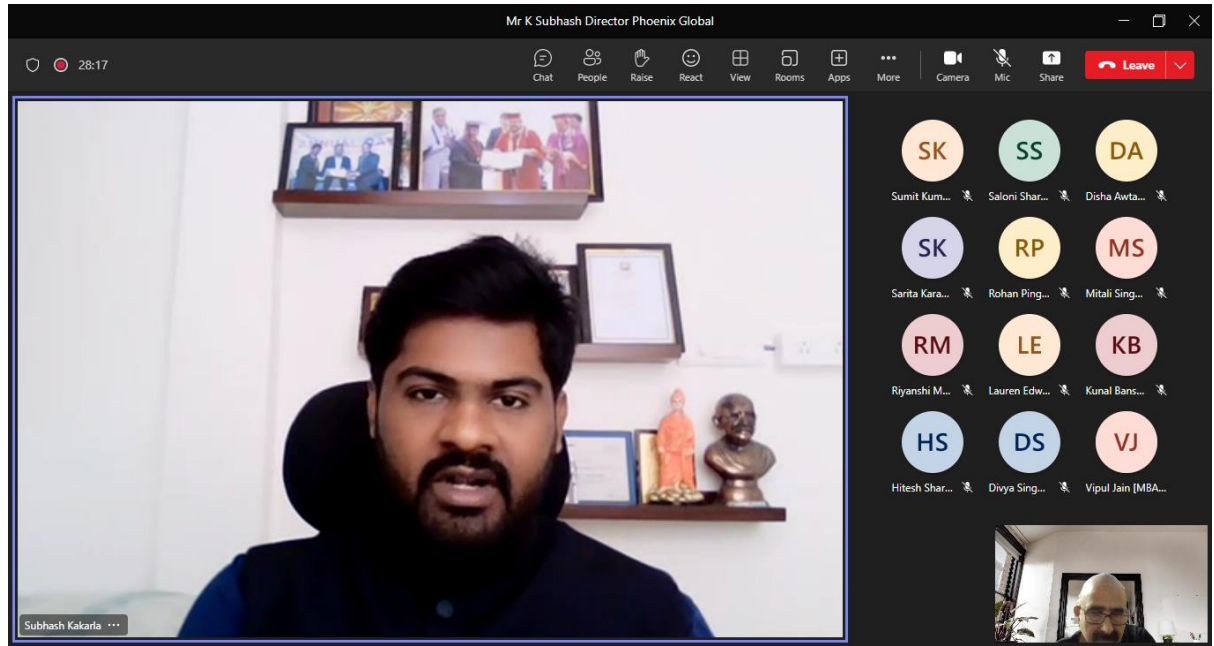 Mr K Subhash Director Phoenix Global
28:17
Chat People Raise React View Rooms Apps More Camera Mic Share Leave
SK SS DA
Sumit Kum... Saloni Shar... Disha Awta...
SK RP MS
Sarita Kara... Rohan Ping... Mitali Sing...
RM LE KB
Riyanshi M... Lauren Edw... Kunal Bans...
HS DS VJ
Hitesh Shar... Divya Sing... Vipul Jain [MBA...
Subhash Kakarla ...